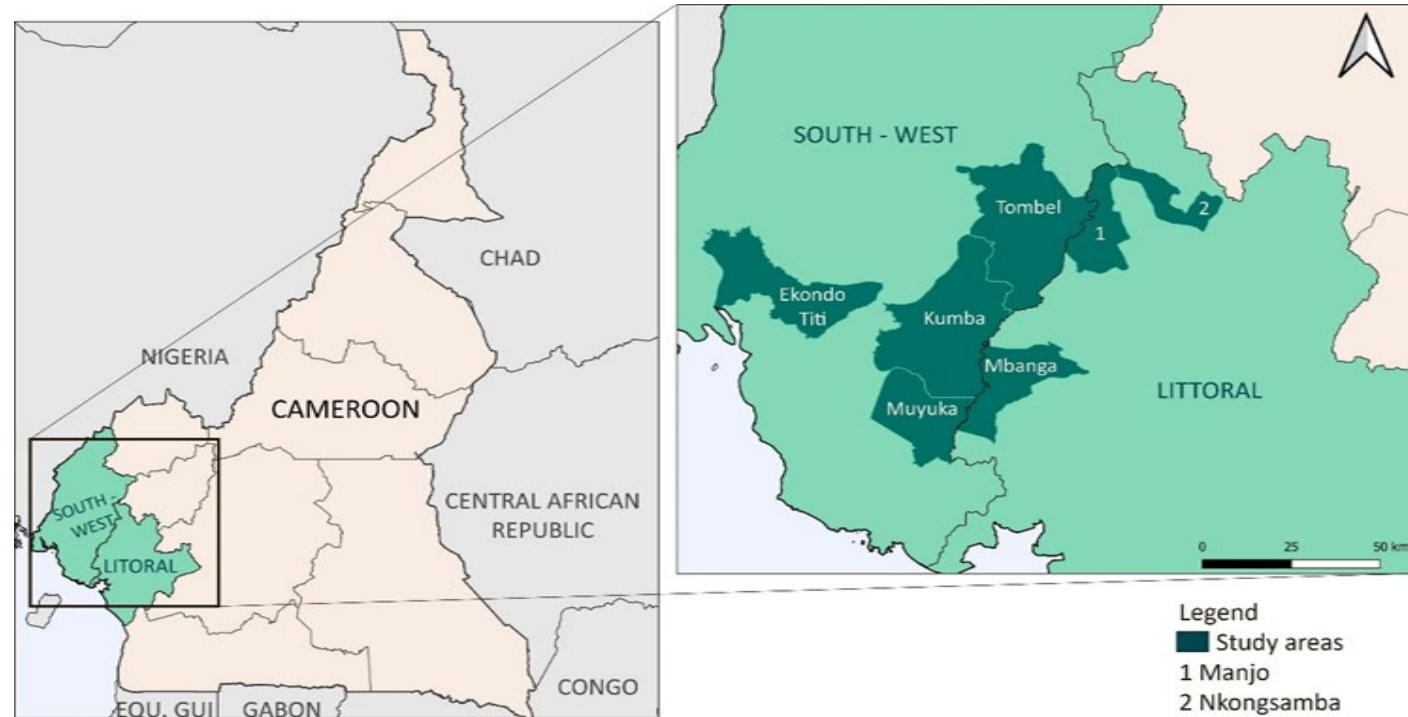 CHAD
NIGERIA
CAMEROON
SOUTH -
WEST
LITORAL
CENTRAL AFRICAN
REPUBLIC
EQU. GUI
GABON
CONGO
SOUTH - WEST
Tombel
1
2
Ekondo
Titi
Kumba
Mbanga
Muyuka
LITTORAL
0 25 50 km
Legend
Study areas
1 Manjo
2 Nkongsamba